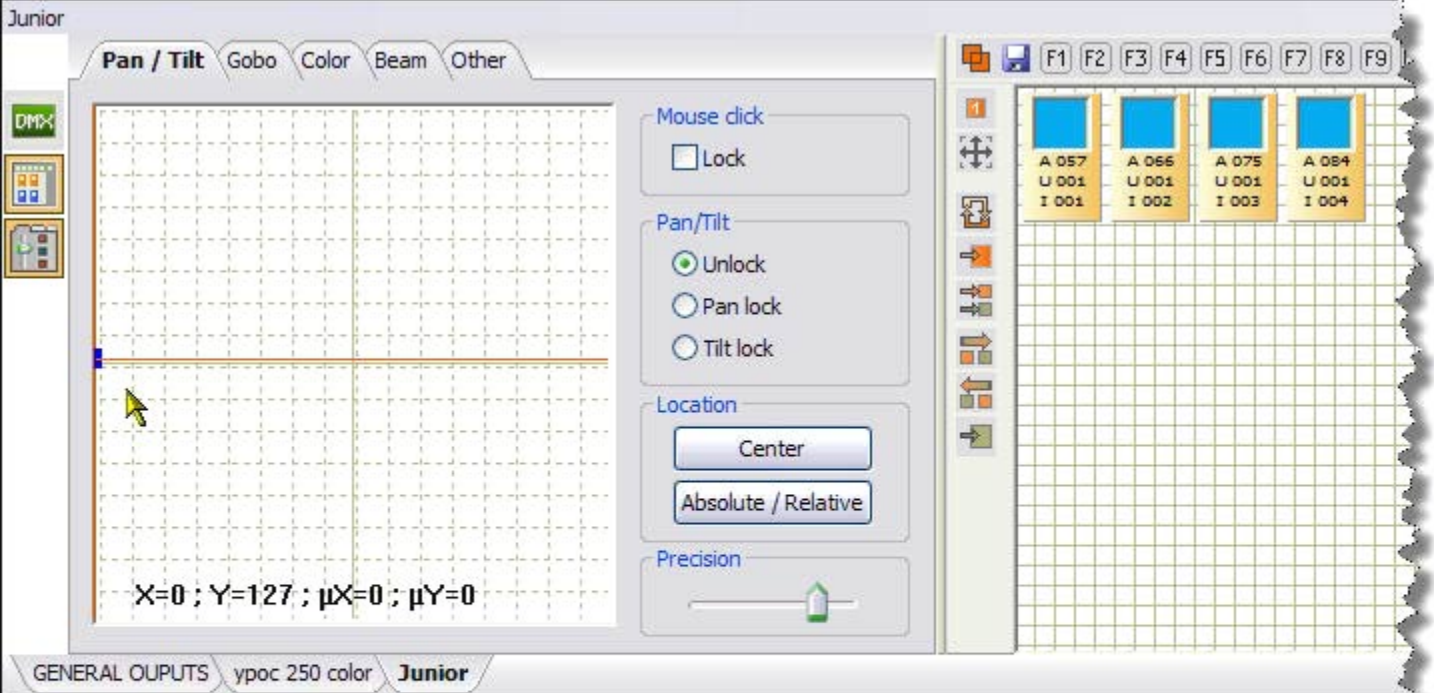 Junior
Pan / Tilt Gobo Color Beam Other
F1 F2 F3 F4 F5 F6 F7 F8 F9
DMX
Mouse click
Lock
Pan/Tilt
Unlock
Pan lock
Tilt lock
Location
Center
Absolute / Relative
Precision
X=0 ; Y=127 ; µX=0 ; µY=0
1
A 057 A 066 A 075 A 084
U 001 U 001 U 001 U 001
I 001 I 002 I 003 I 004
GENERAL OUPUTS ypoc 250 color Junior